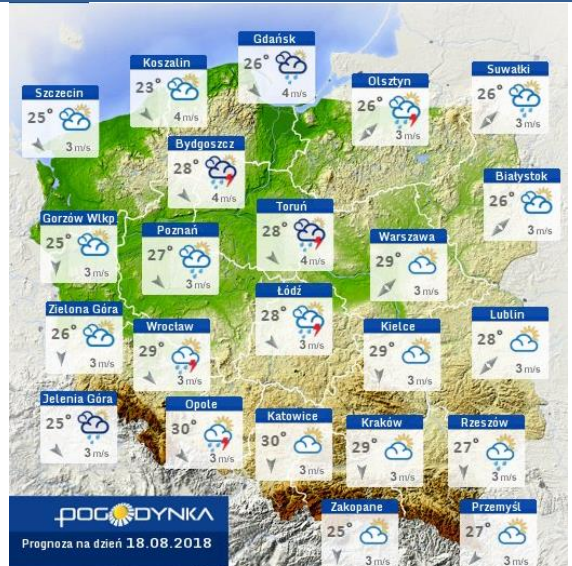 Gdańsk
26°
4 m/s
Koszalin
23°
4 m/s
Suwałki
26°
3 m/s
Olsztyn
26°
3 m/s
Szczecin
25°
3 m/s
Bydgoszcz
28°
4 m/s
Białystok
26°
3 m/s
Toruń
28°
4 m/s
Gorzów Wlkp
25°
3 m/s
Poznań
27°
3 m/s
Warszawa
29°
3 m/s
Łódź
28°
3 m/s
Zielona Góra
26°
3 m/s
Lublin
28°
3 m/s
Wrocław
29°
3 m/s
Kielce
29°
3 m/s
Jelenia Góra
25°
3 m/s
Opole
30°
3 m/s
Katowice
30°
3 m/s
Kraków
29°
3 m/s
Rzeszów
27°
3 m/s
Zakopane
25°
3 m/s
Przemyśl
27°
3 m/s
POGODYNKA
Prognoza na dzień 18.08.2018